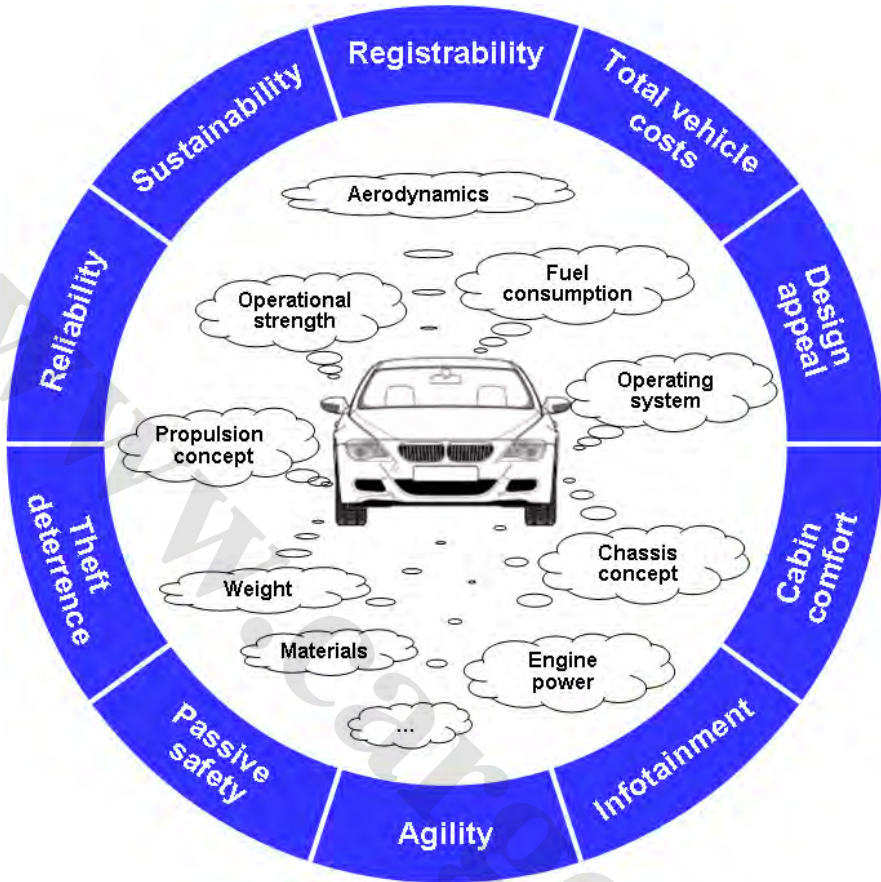 Registrability
Total vehicle
costs
Sustainability
Design
appeal
Reliability
Aerodynamics
Fuel
consumption
Operational
strength
Operating
system
Propulsion
concept
Theft
deterrence
Cabin
comfort
Chassis
concept
Weight
Materials
Engine
power
...
Passive
safety
Infotainment
Agility